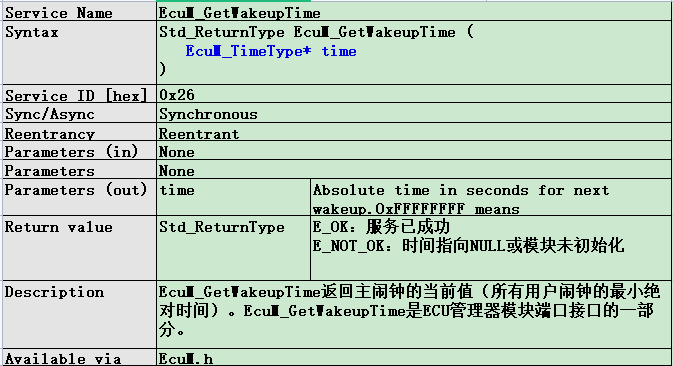 Service Name EcuM_GetWakeupTime
Syntax Std_ReturnType EcuM_GetWakeupTime (
EcuM_TimeType* time
)
Service ID [hex] 0x26
Sync/Async Synchronous
Reentrancy Reentrant
Parameters (in) None
Parameters None
Parameters (out) time Absolute time in seconds for next
wakeup.0xFFFFFFFF means
Return value Std_ReturnType E_OK：服务已成功
E_NOT_OK：时间指向NULL或模块未初始化
Description EcuM_GetWakeupTime返回主闹钟的当前值（所有用户闹钟的最小绝
对时间）。EcuM_GetWakeupTime是ECU管理器模块端口接口的一部
分。
Available via EcuM.h